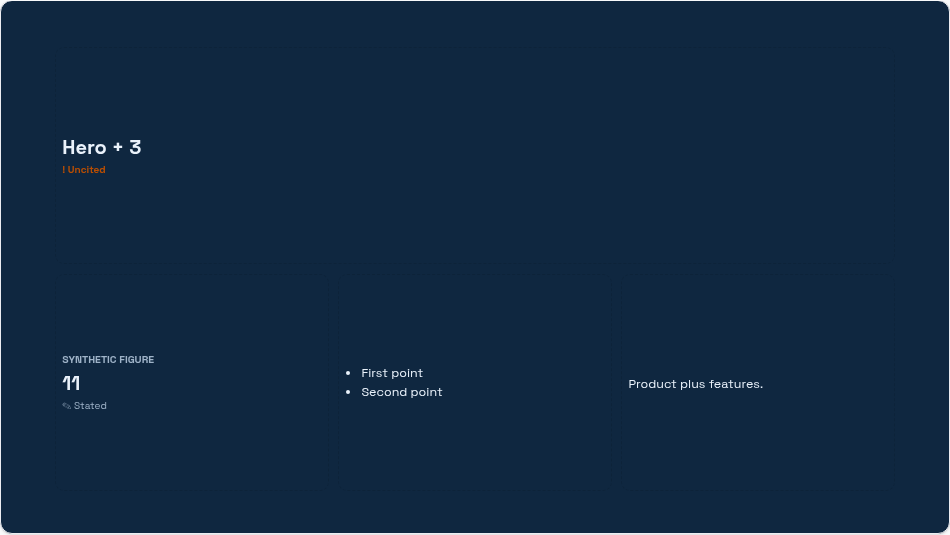 Hero + 3
! Uncited
SYNTHETIC FIGURE
11
✎ Stated
• First point
• Second point
Product plus features.